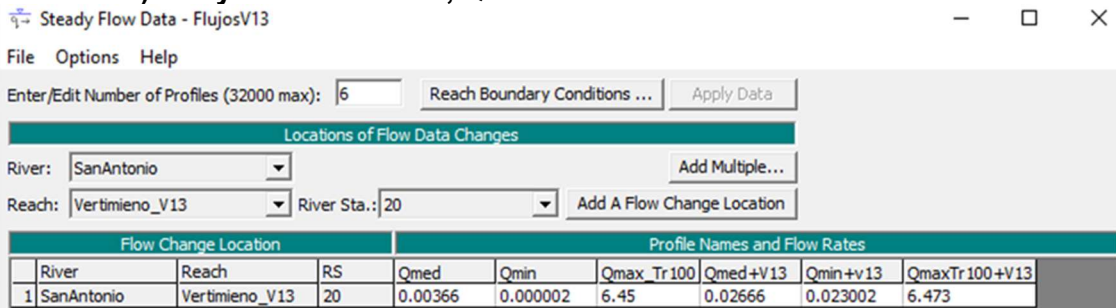 Steady Flow Data - FlujosV13
File Options Help
Enter/Edit Number of Profiles (32000 max): 6 Reach Boundary Conditions ... Apply Data
Locations of Flow Data Changes
River: SanAntonio Add Multiple...
Reach: Vertimieno_V13 River Sta.: 20 Add A Flow Change Location
Flow Change Location Profile Names and Flow Rates
River Reach RS Qmed Qmin Qmax_Tr100 Qmed+V13 Qmin+v13 QmaxTr100+V13
1 SanAntonio Vertimieno_V13 20 0.00366 0.000002 6.45 0.02666 0.023002 6.473